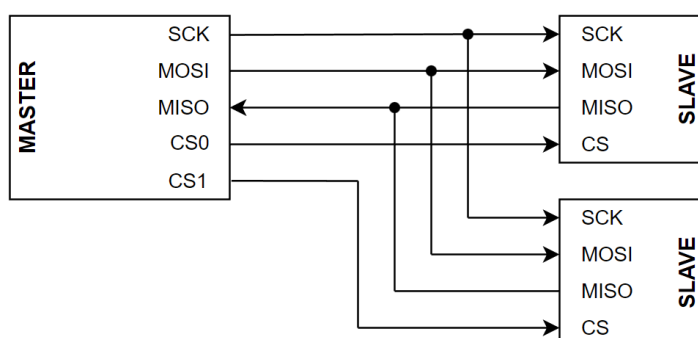 MASTER
SCK
MOSI
MISO
CS0
CS1
SLAVE
SCK
MOSI
MISO
CS
SLAVE
SCK
MOSI
MISO
CS